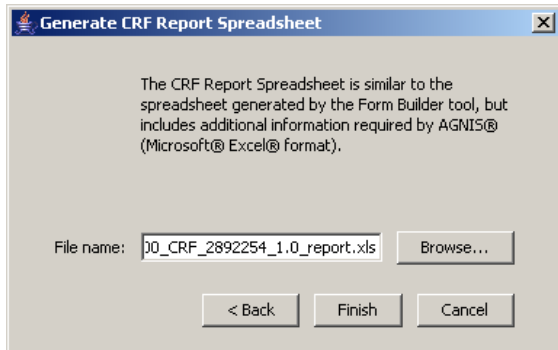 Generate CRF Report Spreadsheet
The CRF Report Spreadsheet is similar to the
spreadsheet generated by the Form Builder tool, but
includes additional information required by AGNIS®
(Microsoft® Excel® format).
File name: 00_CRF_2892254_1.0_report.xls Browse...
< Back Finish Cancel